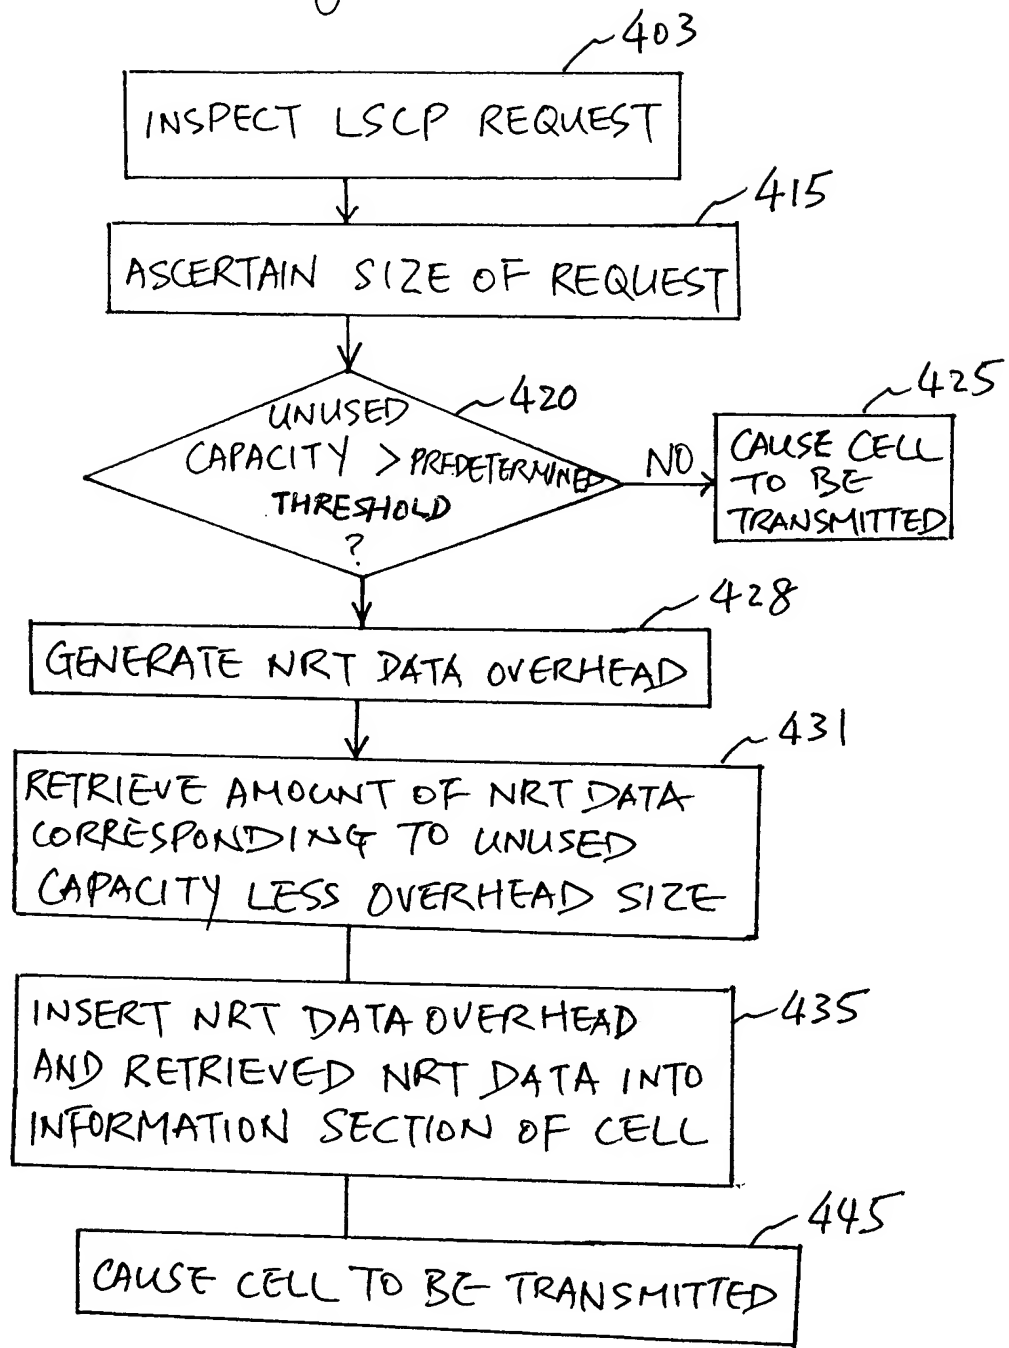 403
INSPECT LSCP REQUEST
415
ASCERTAIN SIZE OF REQUEST
420
UNUSED
CAPACITY > PREDETERMINED
THRESHOLD
?
NO
425
CAUSE CELL
TO BE
TRANSMITTED
428
GENERATE NRT DATA OVERHEAD
431
RETRIEVE AMOUNT OF NRT DATA
CORRESPONDING TO UNUSED
CAPACITY LESS OVERHEAD SIZE
435
INSERT NRT DATA OVERHEAD
AND RETRIEVED NRT DATA INTO
INFORMATION SECTION OF CELL
445
CAUSE CELL TO BE TRANSMITTED